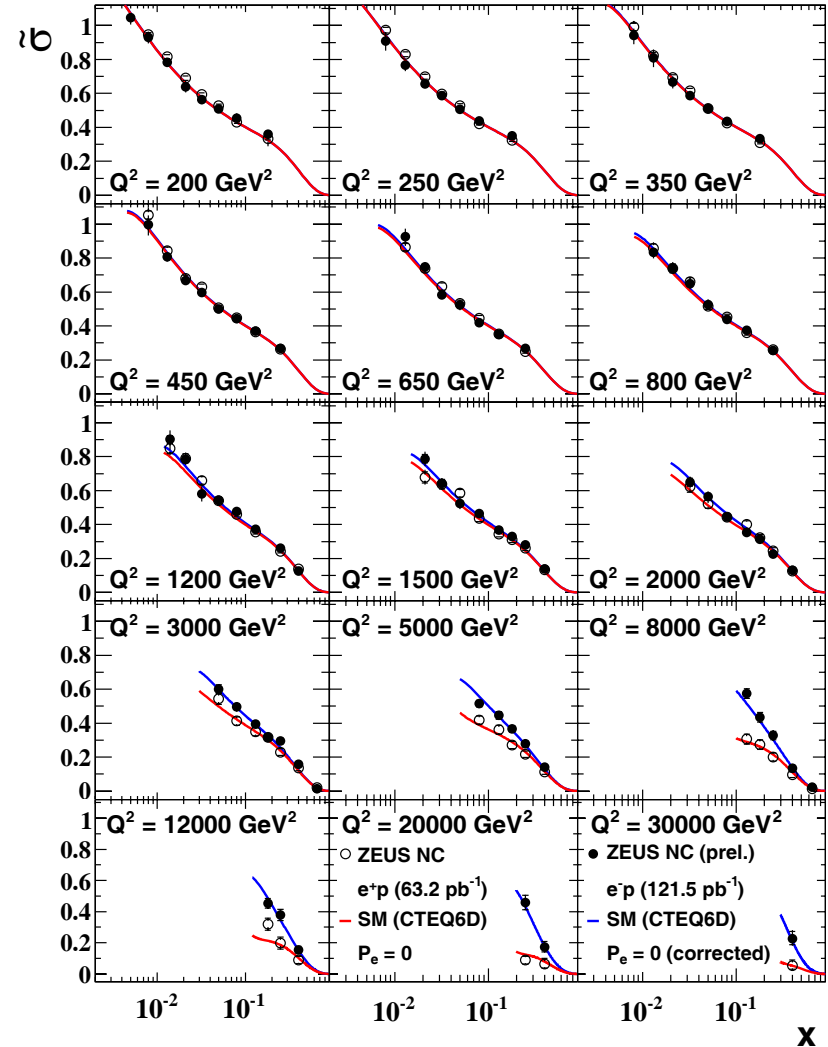 σ̃
1
0.8
0.6
0.4
0.2
0
Q² = 200 GeV²
Q² = 250 GeV²
Q² = 350 GeV²
1
0.8
0.6
0.4
0.2
0
Q² = 450 GeV²
Q² = 650 GeV²
Q² = 800 GeV²
1
0.8
0.6
0.4
0.2
0
Q² = 1200 GeV²
Q² = 1500 GeV²
Q² = 2000 GeV²
1
0.8
0.6
0.4
0.2
0
Q² = 3000 GeV²
Q² = 5000 GeV²
Q² = 8000 GeV²
1
0.8
0.6
0.4
0.2
0
Q² = 12000 GeV²
Q² = 20000 GeV²
ZEUS NC
e⁺p (63.2 pb⁻¹)
SM (CTEQ6D)
Pₑ = 0
Q² = 30000 GeV²
ZEUS NC (prel.)
e⁻p (121.5 pb⁻¹)
SM (CTEQ6D)
Pₑ = 0 (corrected)
10⁻² 10⁻¹
10⁻² 10⁻¹
10⁻² 10⁻¹
x